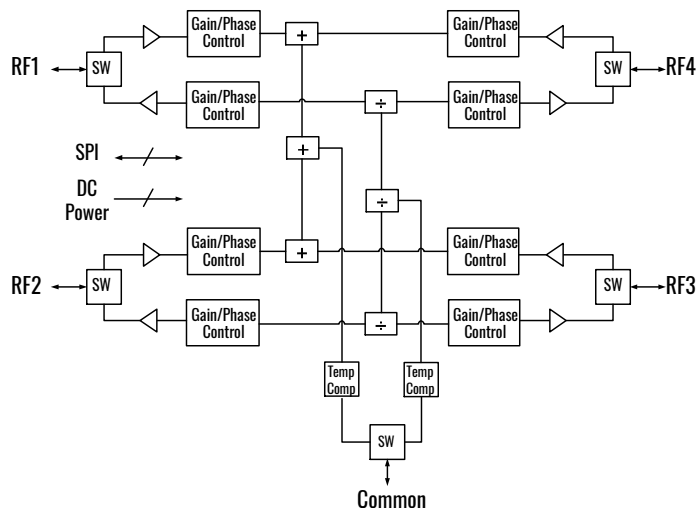 Gain/Phase
Control
+
Gain/Phase
Control
RF1
SW
SW
RF4
Gain/Phase
Control
÷
Gain/Phase
Control
SPI
+
DC
Power
÷
Gain/Phase
Control
+
Gain/Phase
Control
RF2
SW
SW
RF3
Gain/Phase
Control
÷
Gain/Phase
Control
Temp
Comp
Temp
Comp
SW
Common